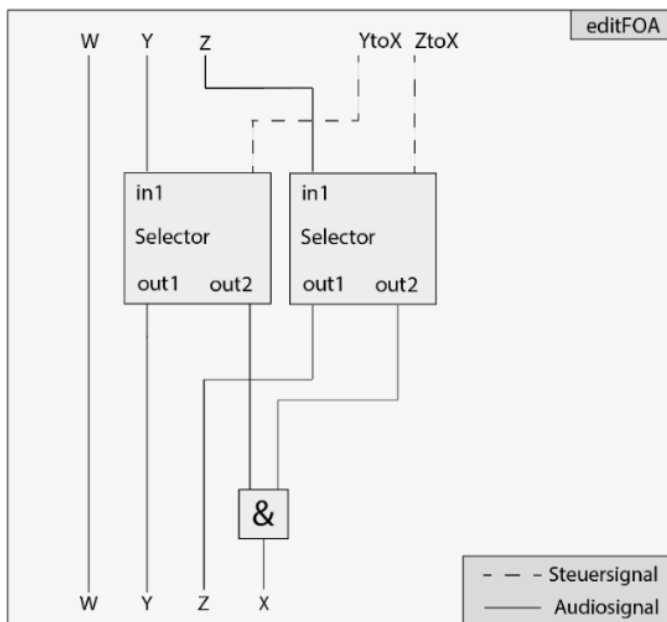 editFOA
W Y Z YtoX ZtoX
in1 in1
Selector Selector
out1 out2 out1 out2
&
W Y Z X
Steuersignal
Audiosignal